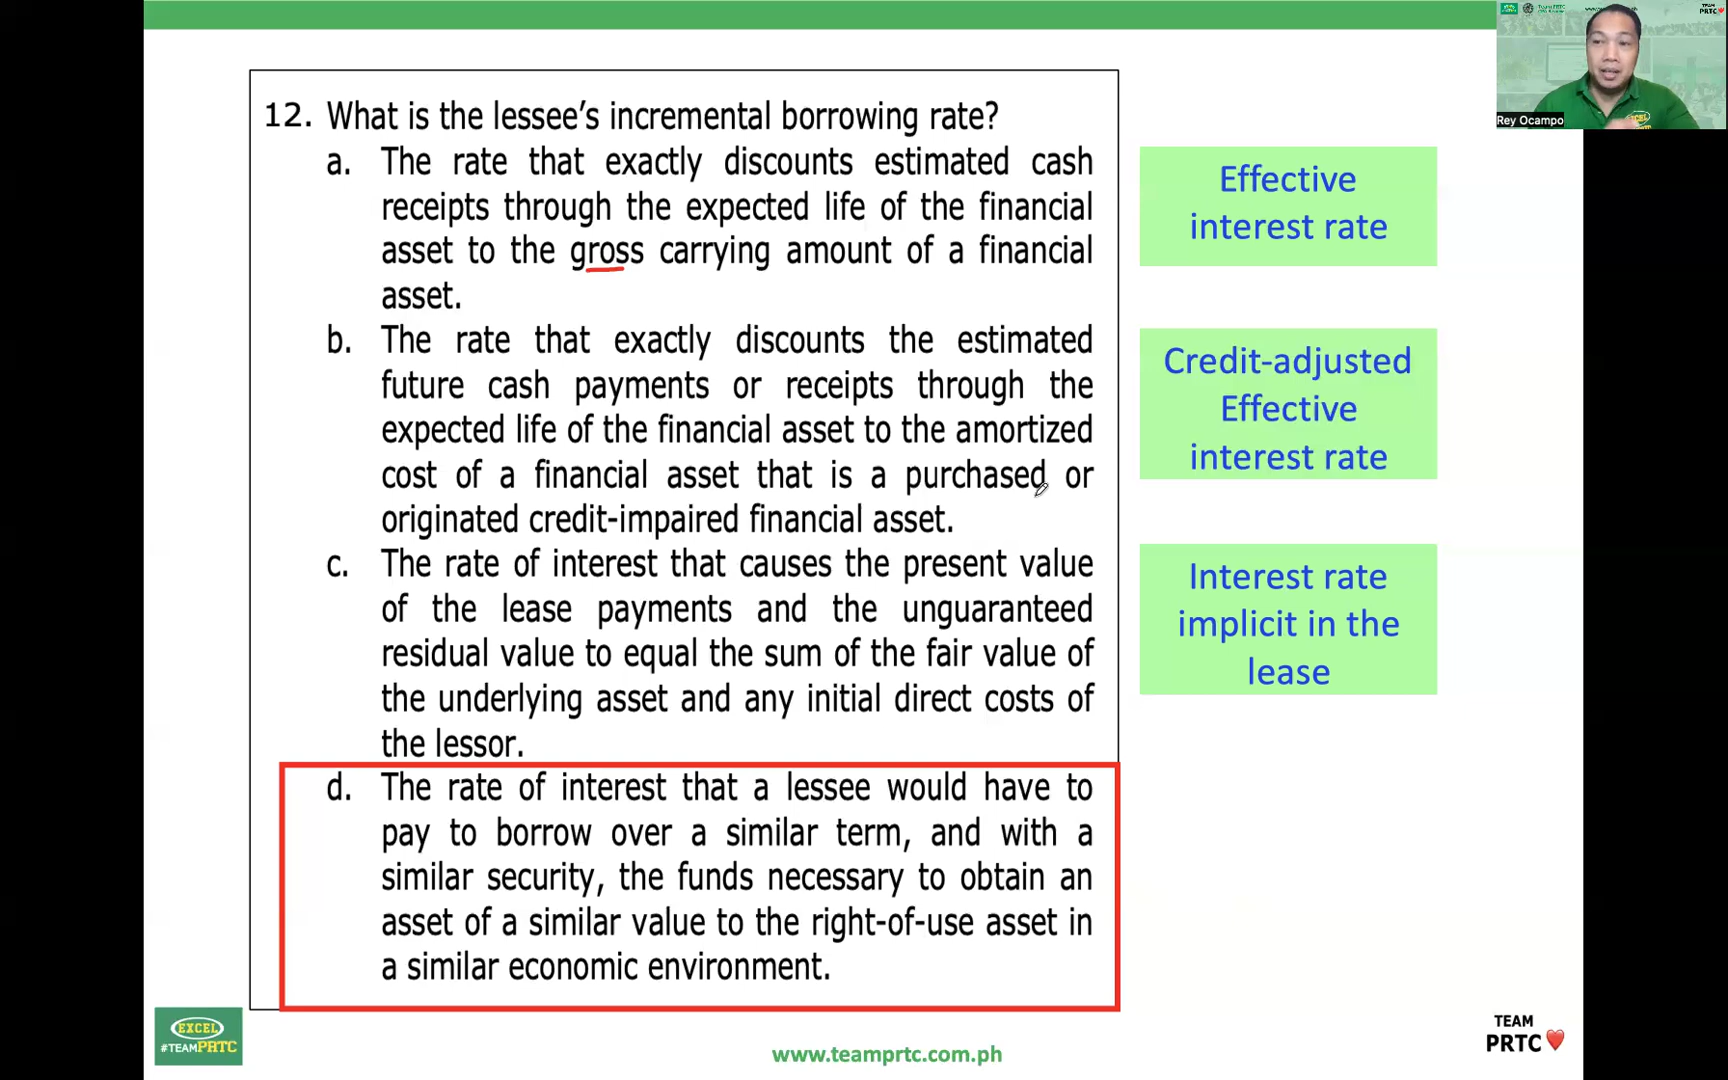 TEAM
PRTC
Rey Ocampo
12. What is the lessee's incremental borrowing rate?
a. The rate that exactly discounts estimated cash
receipts through the expected life of the financial
asset to the gross carrying amount of a financial
asset.
Effective
interest rate
b. The rate that exactly discounts the estimated
future cash payments or receipts through the
expected life of the financial asset to the amortized
cost of a financial asset that is a purchased or
originated credit-impaired financial asset.
Credit-adjusted
Effective
interest rate
c. The rate of interest that causes the present value
of the lease payments and the unguaranteed
residual value to equal the sum of the fair value of
the underlying asset and any initial direct costs of
the lessor.
Interest rate
implicit in the
lease
d. The rate of interest that a lessee would have to
pay to borrow over a similar term, and with a
similar security, the funds necessary to obtain an
asset of a similar value to the right-of-use asset in
a similar economic environment.
EXCEL
#TEAMPRTC
www.teamprtc.com.ph
TEAM
PRTC